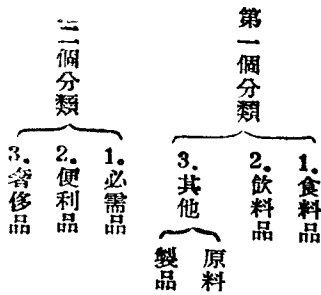 第一個分類
1.食料品
2.飲料品
3.其他
原料
製品
二個分類
1.必需品
2.便利品
3.奢侈品